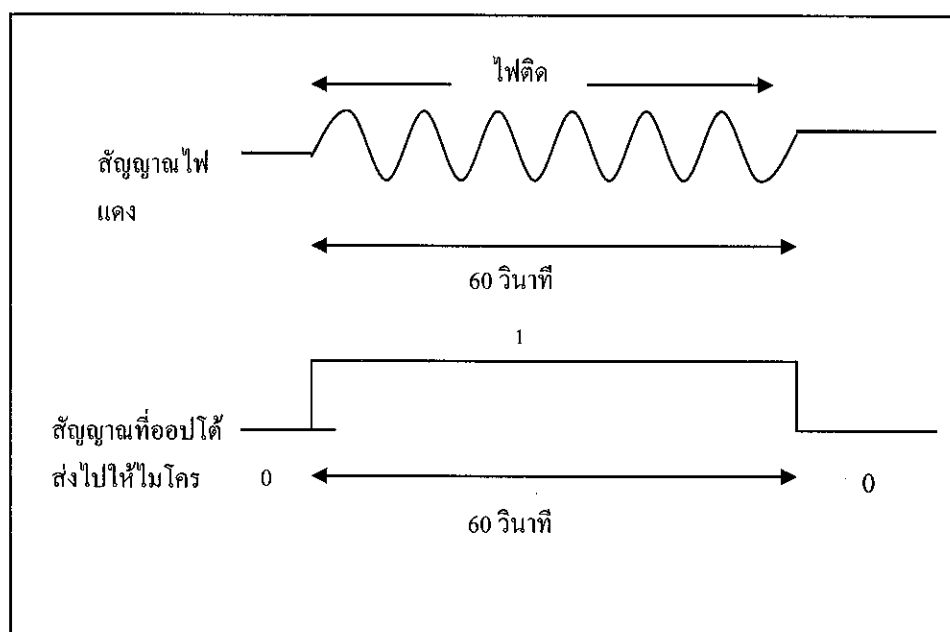 ไฟติด
สัญญาณไฟ
แดง
60 วินาที
1
สัญญาณที่ออปโต้
ส่งไปให้ไมโคร 0 0
60 วินาที